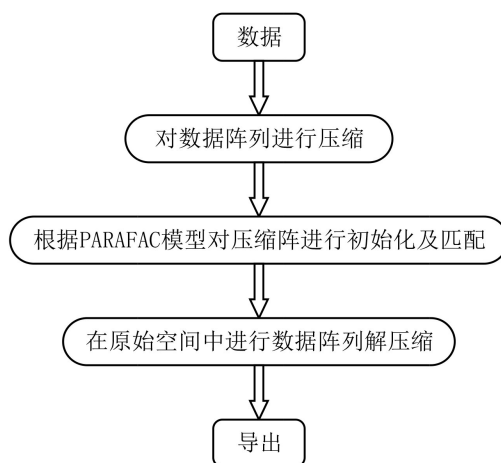 数据
对数据阵列进行压缩
根据PARAFAC模型对压缩阵进行初始化及匹配
在原始空间中进行数据阵列解压缩
导出